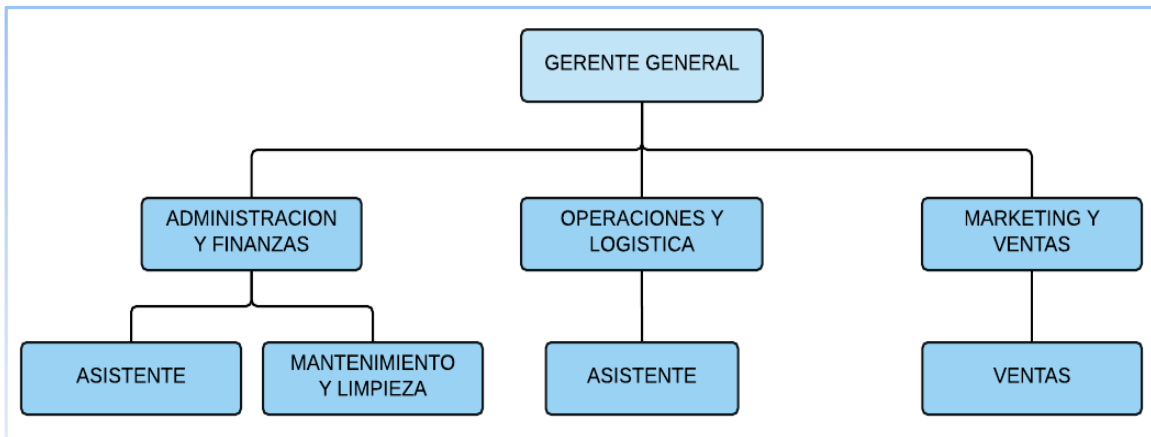 GERENTE GENERAL
ADMINISTRACION
Y FINANZAS
OPERACIONES Y
LOGISTICA
MARKETING Y
VENTAS
ASISTENTE
MANTENIMIENTO
Y LIMPIEZA
ASISTENTE
VENTAS